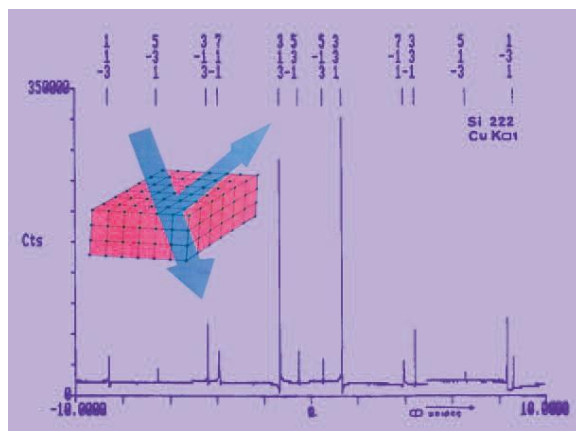 1 5 3 7 3 5 5 3 7 3 5 1
1 -3 -1 1 1 3 -1 3 1 3 1 -3
-3 1 3 1 3 -1 3 1 1 -1 -3 1
350000
Si 222
Cu Kα1
Cts
0
-10.0000
0.
10.0000